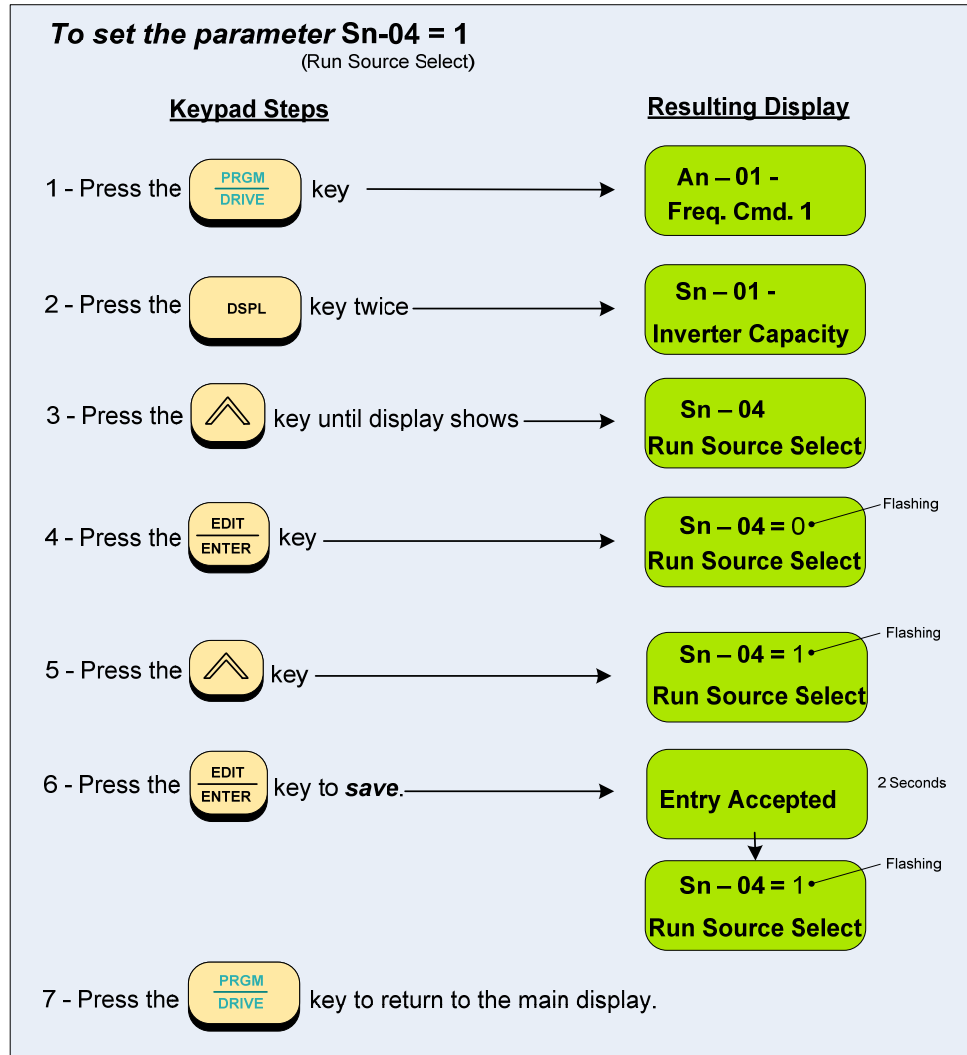 To set the parameter Sn-04 = 1
(Run Source Select)
Keypad Steps
Resulting Display
1 - Press the PRGM DRIVE key
An – 01 -
Freq. Cmd. 1
2 - Press the DSPL key twice
Sn – 01 -
Inverter Capacity
3 - Press the key until display shows
Sn – 04
Run Source Select
4 - Press the EDIT ENTER key
Sn – 04 = 0
Run Source Select
Flashing
5 - Press the key
Sn – 04 = 1
Run Source Select
Flashing
6 - Press the EDIT ENTER key to save.
Entry Accepted
2 Seconds
Sn – 04 = 1
Run Source Select
Flashing
7 - Press the PRGM DRIVE key to return to the main display.